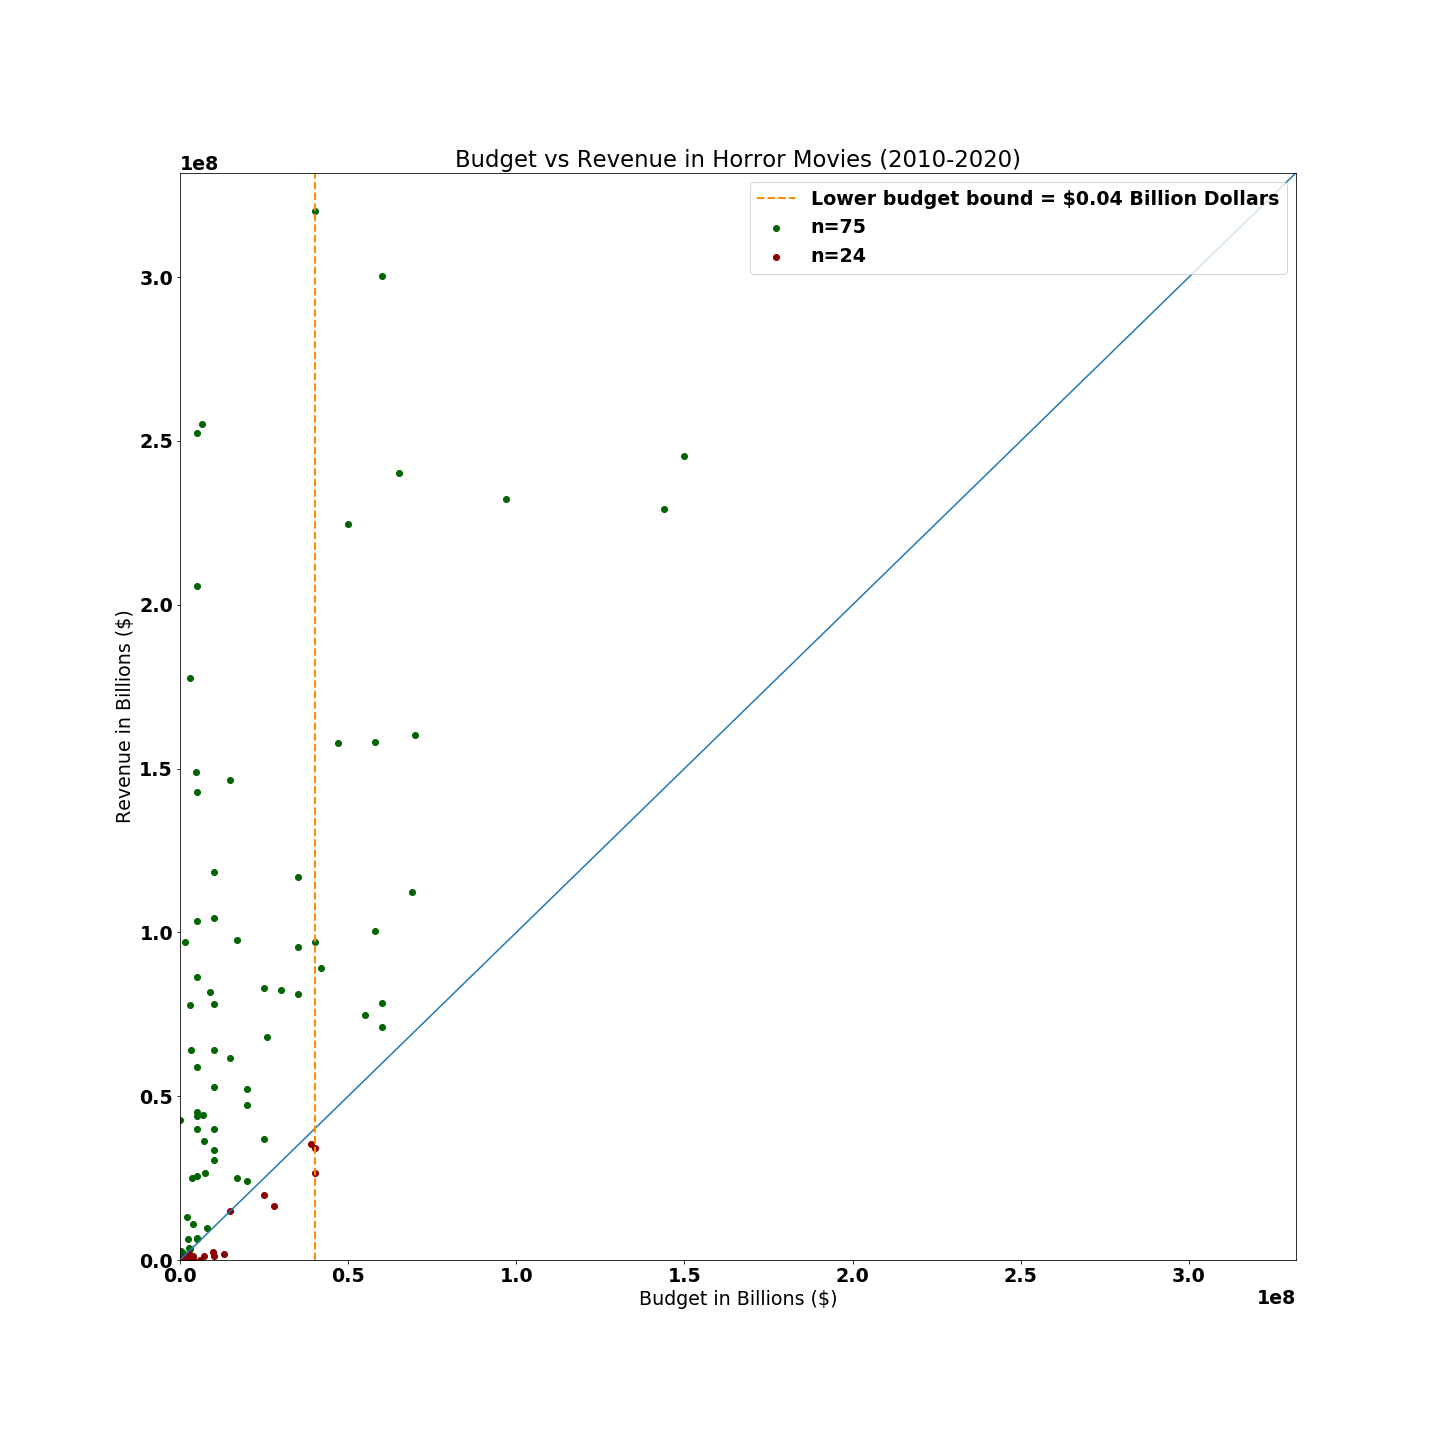 Budget vs Revenue in Horror Movies (2010-2020)
1e8
Lower budget bound = $0.04 Billion Dollars
n=75
n=24
3.0
2.5
2.0
1.5
1.0
0.5
0.0
Revenue in Billions ($)
0.0 0.5 1.0 1.5 2.0 2.5 3.0
Budget in Billions ($)
1e8